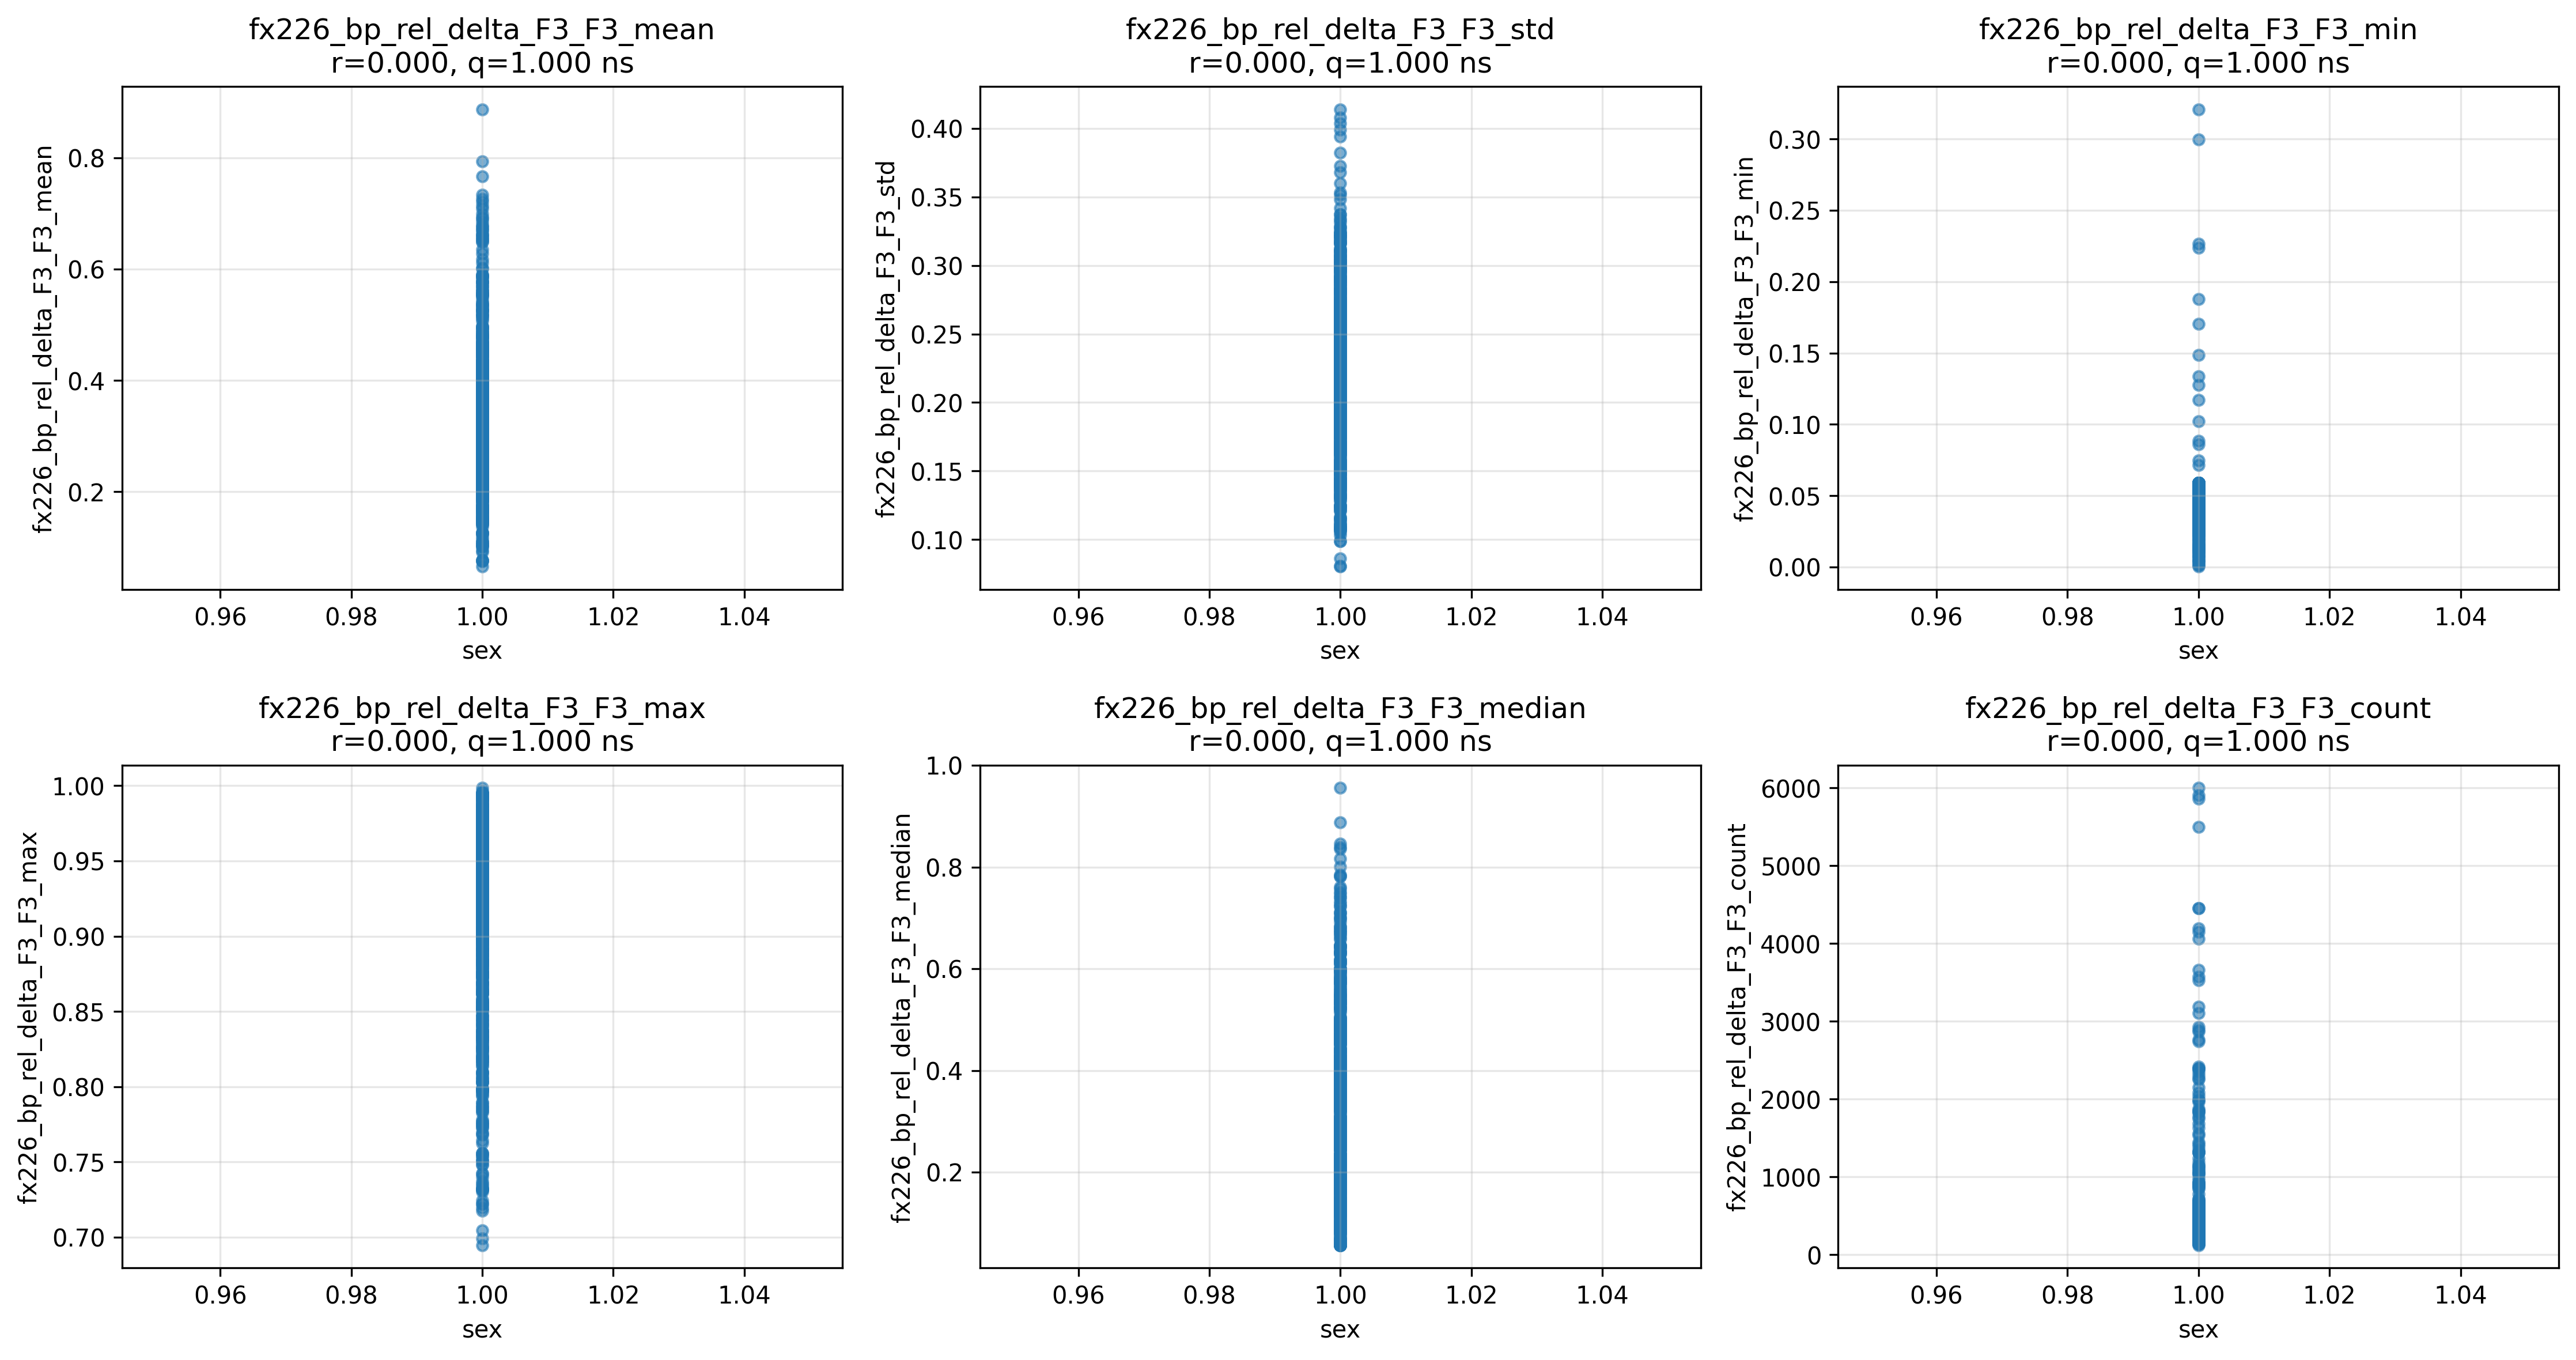 fx226_bp_rel_delta_F3_F3_mean
r=0.000, q=1.000 ns
fx226_bp_rel_delta_F3_F3_mean
0.8
0.6
0.4
0.2
0.96 0.98 1.00 1.02 1.04
sex
fx226_bp_rel_delta_F3_F3_std
r=0.000, q=1.000 ns
fx226_bp_rel_delta_F3_F3_std
0.40
0.35
0.30
0.25
0.20
0.15
0.10
0.96 0.98 1.00 1.02 1.04
sex
fx226_bp_rel_delta_F3_F3_min
r=0.000, q=1.000 ns
fx226_bp_rel_delta_F3_F3_min
0.30
0.25
0.20
0.15
0.10
0.05
0.00
0.96 0.98 1.00 1.02 1.04
sex
fx226_bp_rel_delta_F3_F3_max
r=0.000, q=1.000 ns
fx226_bp_rel_delta_F3_F3_max
1.00
0.95
0.90
0.85
0.80
0.75
0.70
0.96 0.98 1.00 1.02 1.04
sex
fx226_bp_rel_delta_F3_F3_median
r=0.000, q=1.000 ns
fx226_bp_rel_delta_F3_F3_median
1.0
0.8
0.6
0.4
0.2
0.96 0.98 1.00 1.02 1.04
sex
fx226_bp_rel_delta_F3_F3_count
r=0.000, q=1.000 ns
fx226_bp_rel_delta_F3_F3_count
6000
5000
4000
3000
2000
1000
0
0.96 0.98 1.00 1.02 1.04
sex